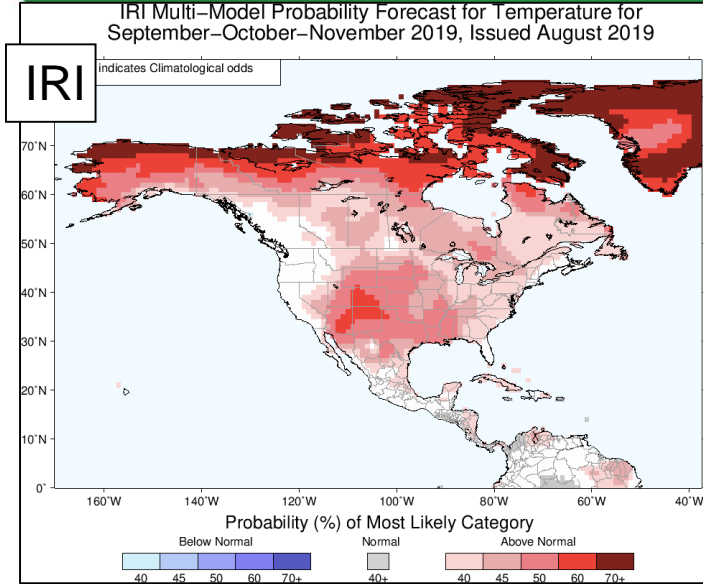 IRI Multi−Model Probability Forecast for Temperature for
September−October−November 2019, Issued August 2019
IRI
indicates Climatological odds
70˚N
60˚N
50˚N
40˚N
30˚N
20˚N
10˚N
0˚
160˚W 140˚W 120˚W 100˚W 80˚W 60˚W 40˚W
Probability (%) of Most Likely Category
Below Normal Normal Above Normal
40 45 50 60 70+ 40+ 40 45 50 60 70+